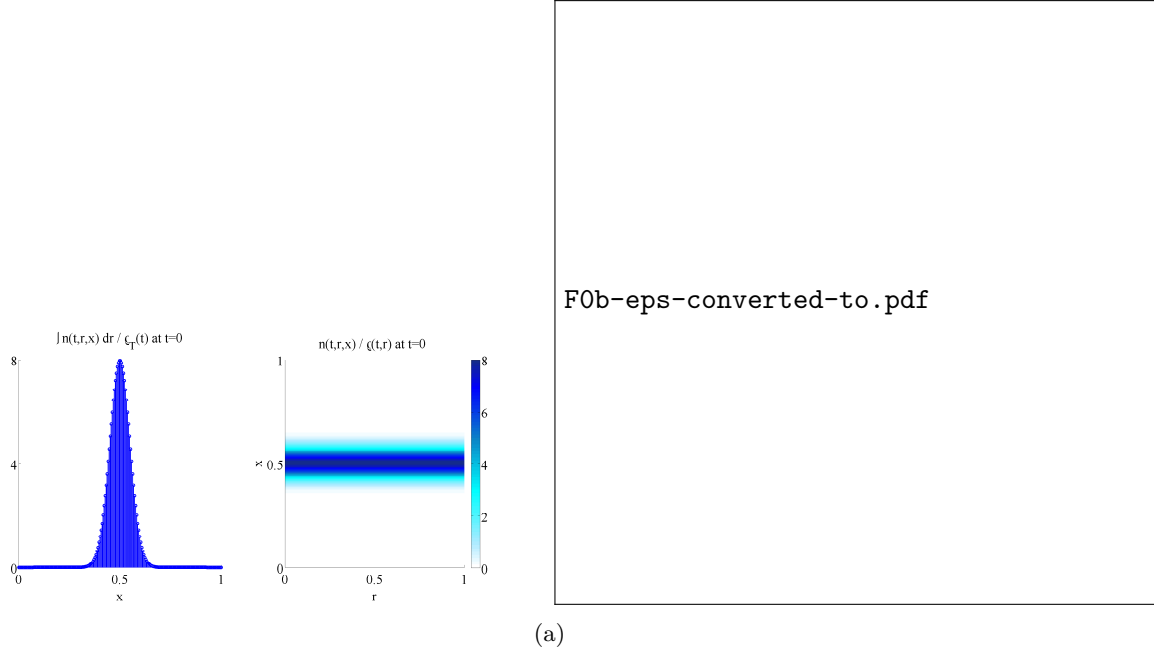 ∫n(t,r,x) dr / ϱ_T(t) at t=0
8
4
0
0 0.5 1
x
n(t,r,x) / ϱ(t,r) at t=0
1
0.5
0
x
0 0.5 1
r
8
6
4
2
0
F0b-eps-converted-to.pdf
(a)